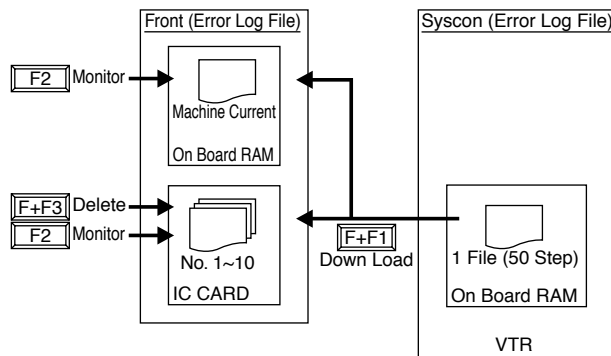 Front (Error Log File)
Syscon (Error Log File)
F2 Monitor
Machine Current
On Board RAM
F+F3 Delete
F2 Monitor
No. 1~10
IC CARD
F+F1
Down Load
1 File (50 Step)
On Board RAM
VTR